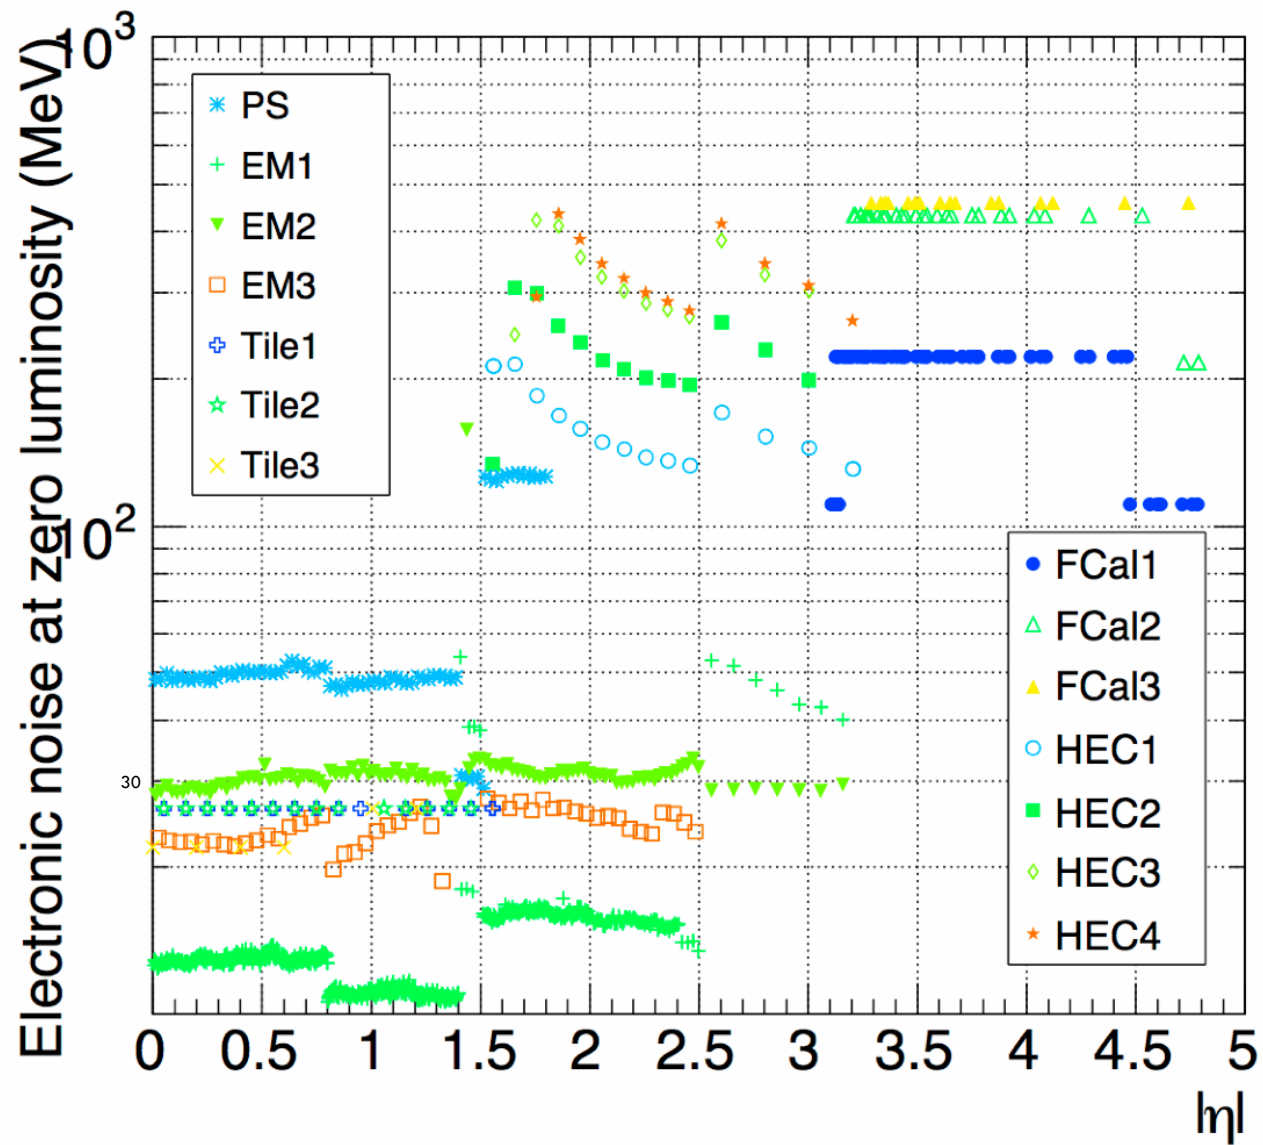 Electronic noise at zero luminosity (MeV)
10³
PS
EM1
EM2
EM3
Tile1
Tile2
Tile3
10²
30
FCal1
FCal2
FCal3
HEC1
HEC2
HEC3
HEC4
0 0.5 1 1.5 2 2.5 3 3.5 4 4.5 5
|η|